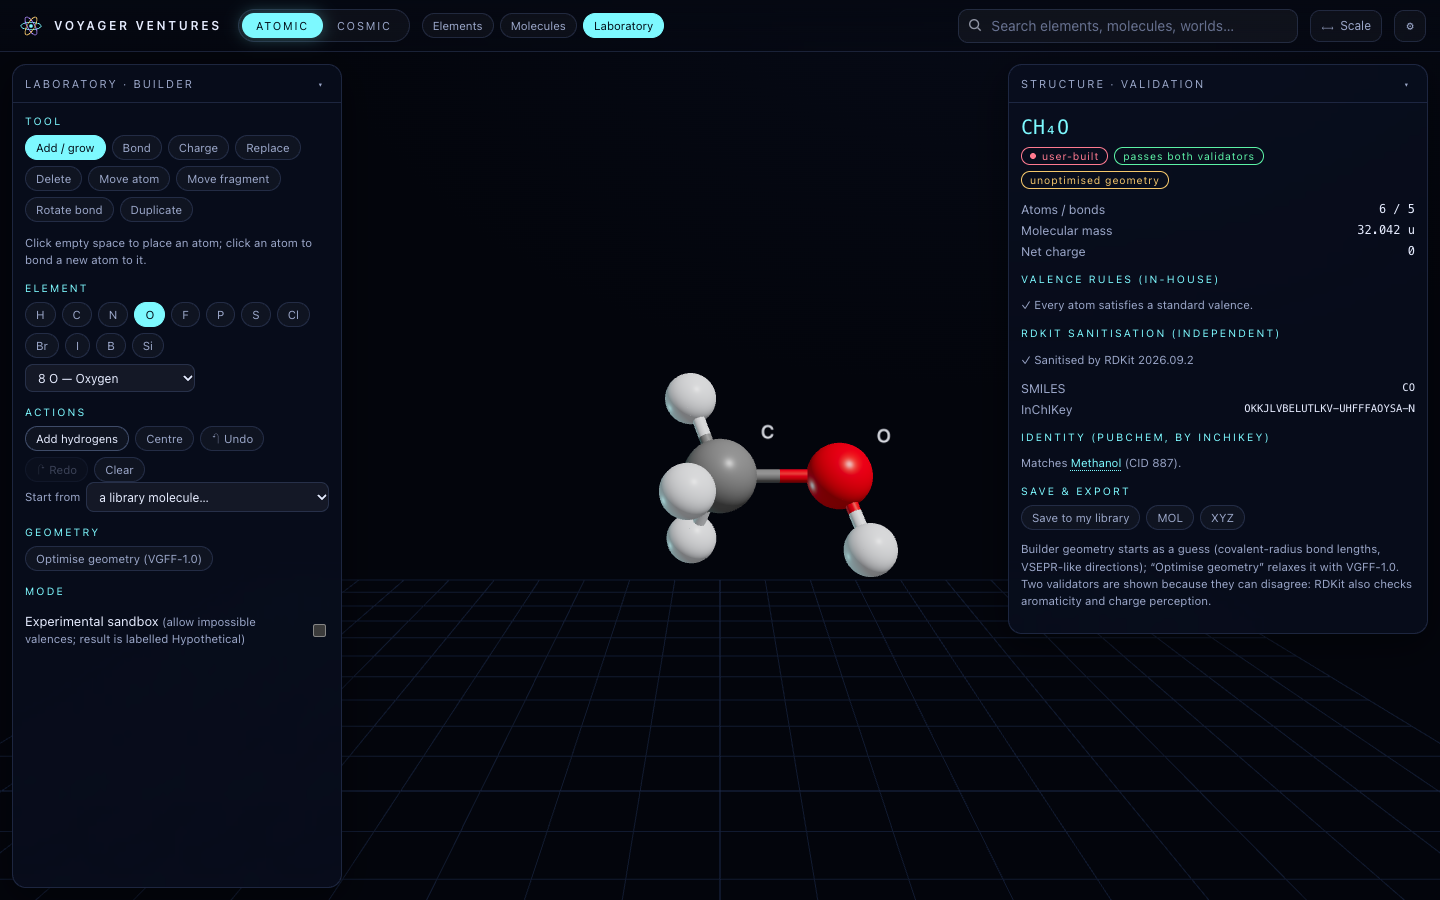 VOYAGER VENTURES
ATOMIC
COSMIC
Elements
Molecules
Laboratory
Search elements, molecules, worlds...
Scale
LABORATORY · BUILDER
TOOL
Add / grow
Bond
Charge
Replace
Delete
Move atom
Move fragment
Rotate bond
Duplicate
Click empty space to place an atom; click an atom to
bond a new atom to it.
ELEMENT
H
C
N
O
F
P
S
Cl
Br
I
B
Si
8 O — Oxygen
ACTIONS
Add hydrogens
Centre
Undo
Redo
Clear
Start from
a library molecule...
GEOMETRY
Optimise geometry (VGFF-1.0)
MODE
Experimental sandbox (allow impossible
valences; result is labelled Hypothetical)
C
O
STRUCTURE · VALIDATION
CH₄O
user-built
passes both validators
unoptimised geometry
Atoms / bonds 6 / 5
Molecular mass 32.042 u
Net charge 0
VALENCE RULES (IN-HOUSE)
✓ Every atom satisfies a standard valence.
RDKIT SANITISATION (INDEPENDENT)
✓ Sanitised by RDKit 2026.09.2
SMILES CO
InChIKey OKKJLVBELUTLKV-UHFFFAOYSA-N
IDENTITY (PUBCHEM, BY INCHIKEY)
Matches Methanol (CID 887).
SAVE & EXPORT
Save to my library
MOL
XYZ
Builder geometry starts as a guess (covalent-radius bond lengths,
VSEPR-like directions); “Optimise geometry” relaxes it with VGFF-1.0.
Two validators are shown because they can disagree: RDKit also checks
aromaticity and charge perception.